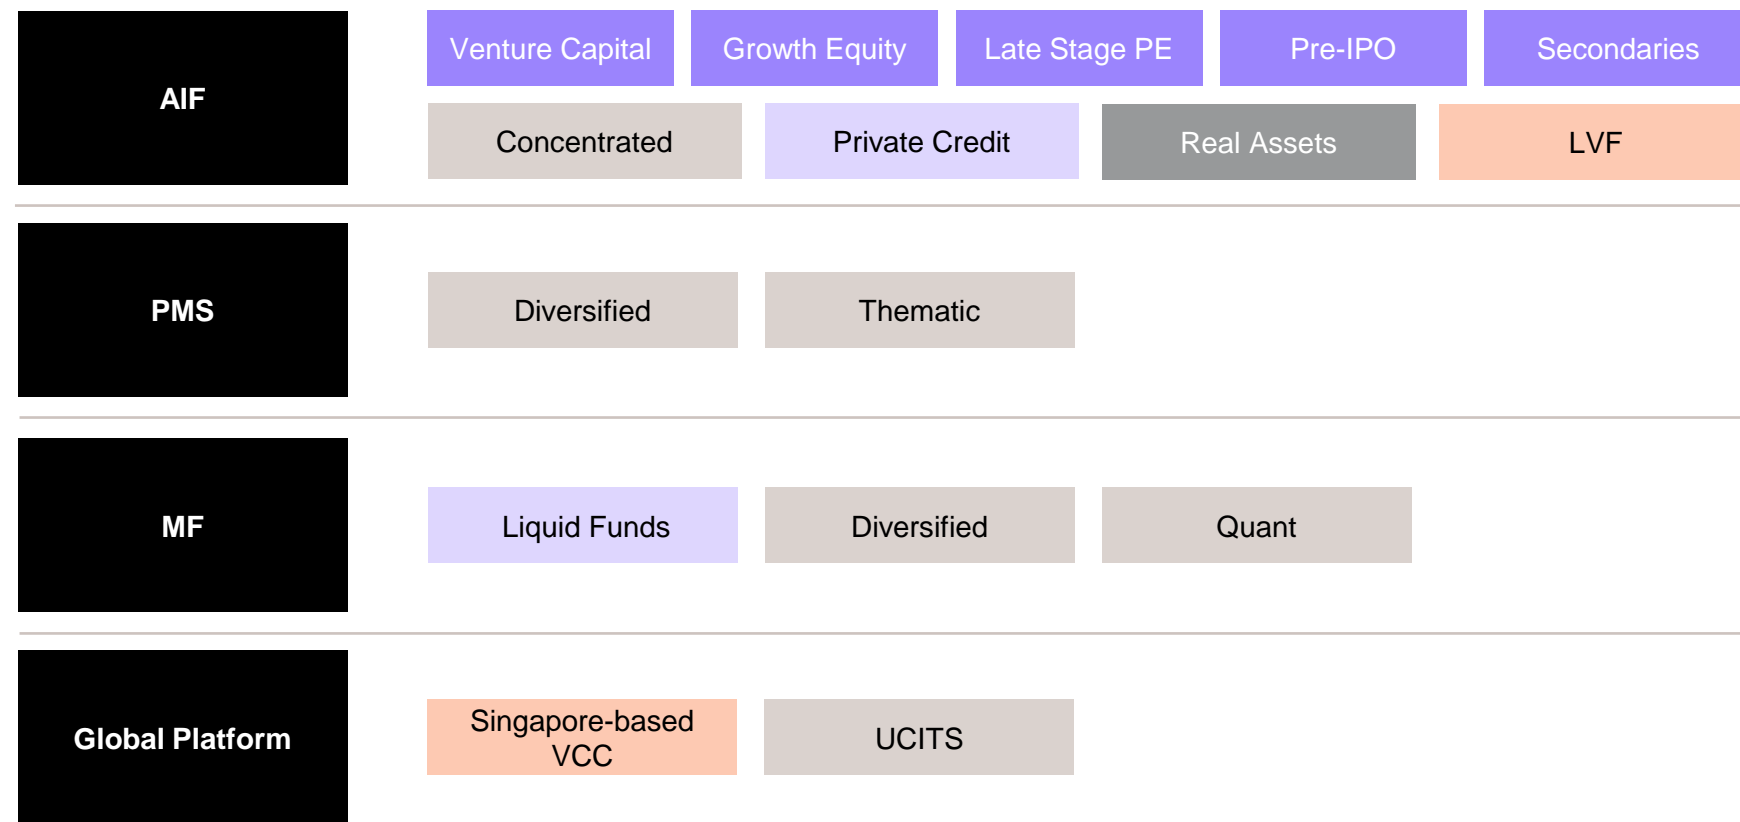 AIF
Venture Capital
Growth Equity
Late Stage PE
Pre-IPO
Secondaries
Concentrated
Private Credit
Real Assets
LVF
PMS
Diversified
Thematic
MF
Liquid Funds
Diversified
Quant
Global Platform
Singapore-based
VCC
UCITS